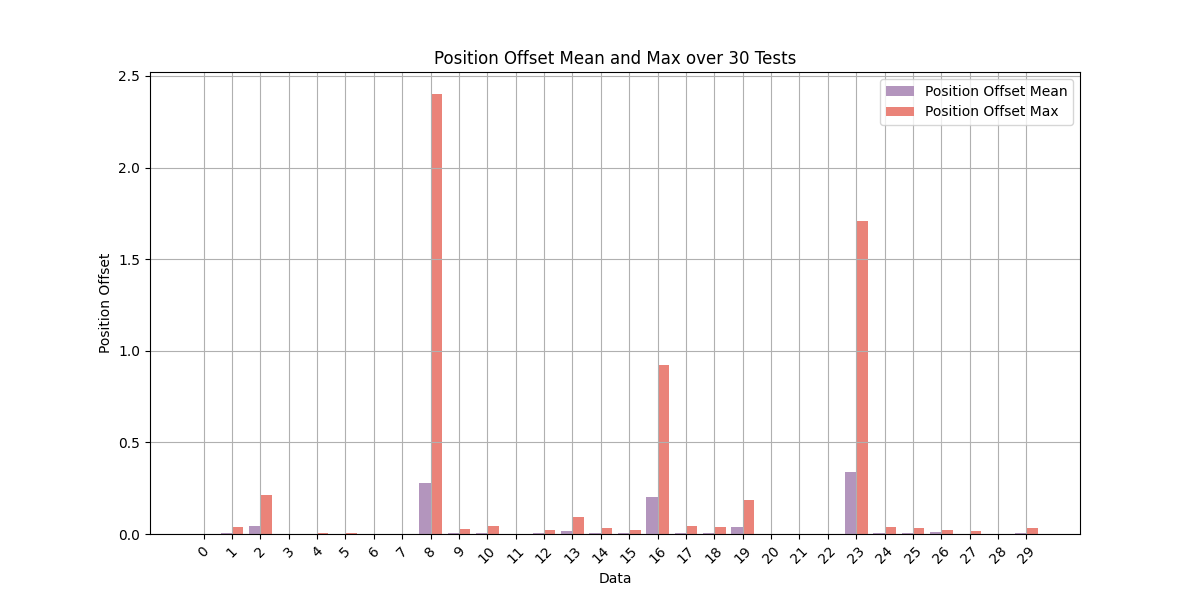 Position Offset Mean and Max over 30 Tests
2.5
2.0
1.5
1.0
0.5
0.0
Position Offset
Position Offset Mean
Position Offset Max
0 1 2 3 4 5 6 7 8 9 10 11 12 13 14 15 16 17 18 19 20 21 22 23 24 25 26 27 28 29
Data